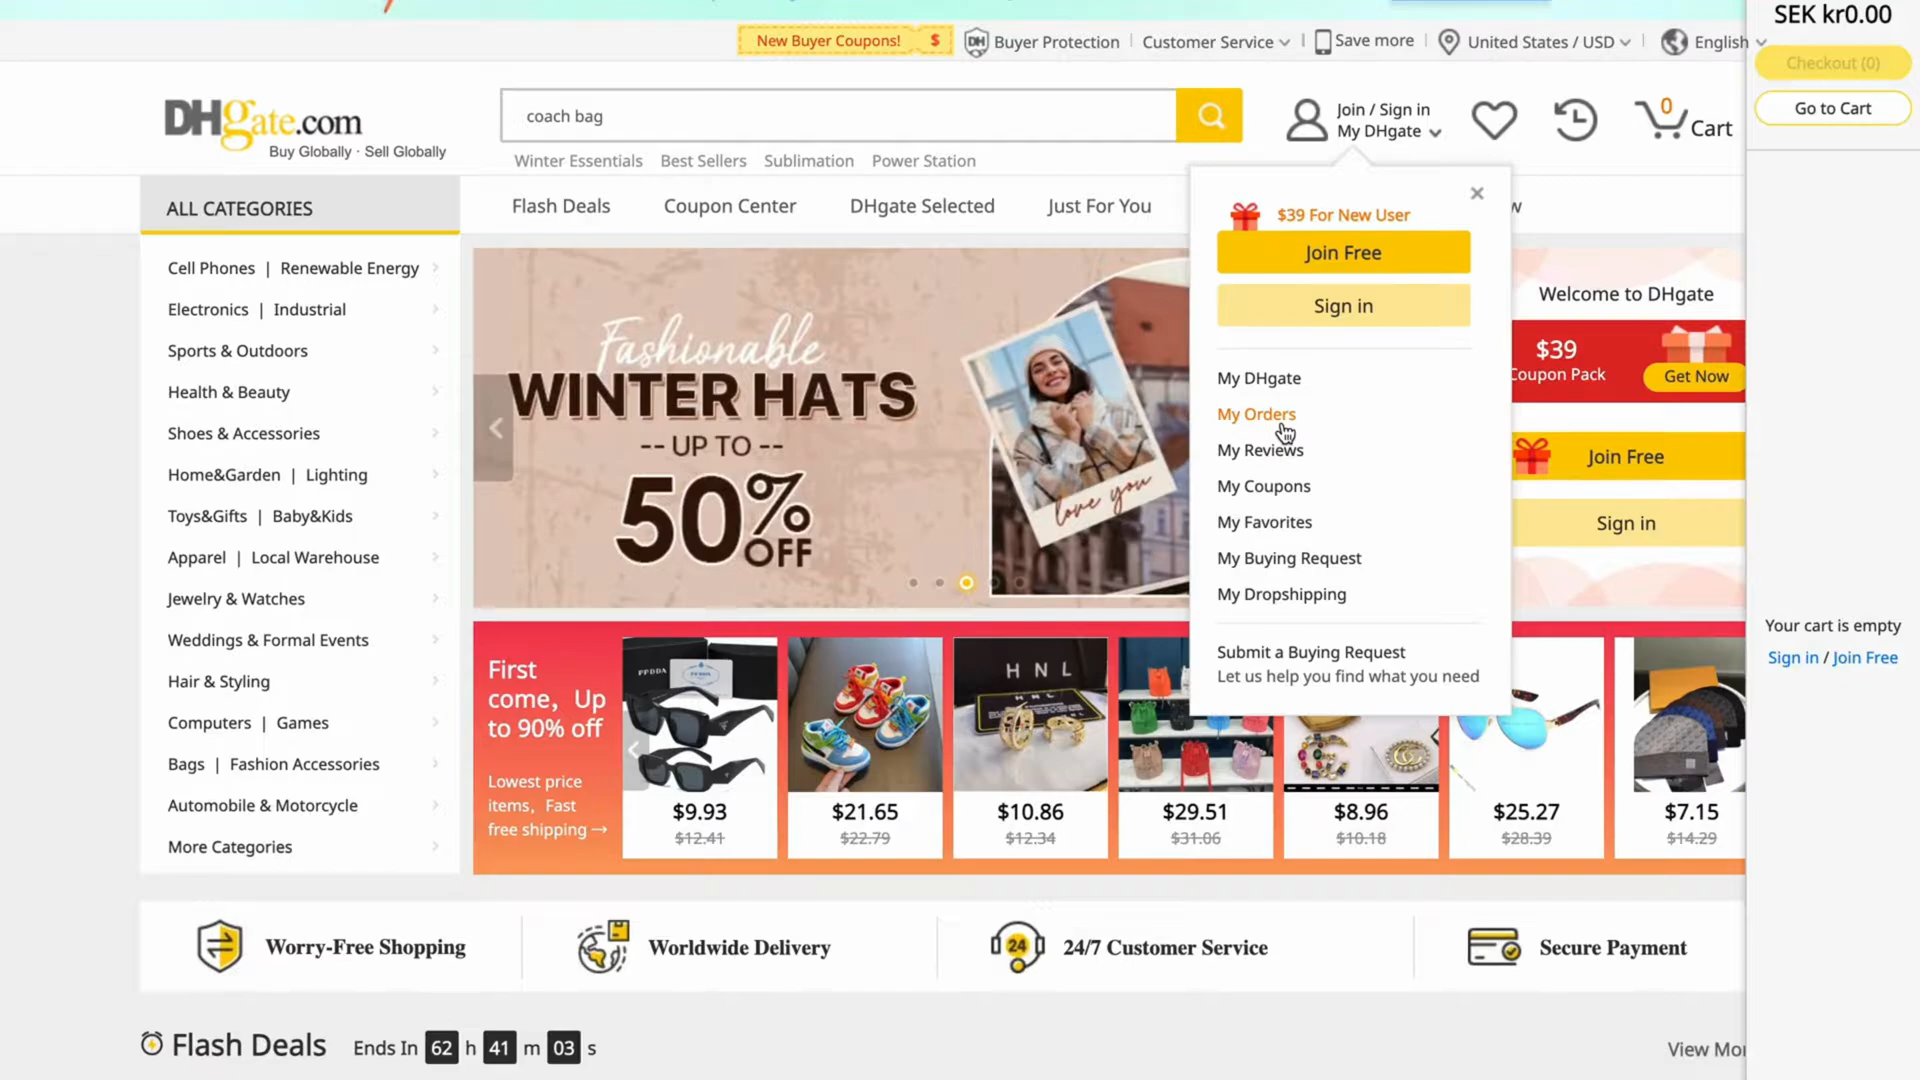 SEK kr0.00
New Buyer Coupons! $
DH Buyer Protection
Customer Service
Save more
United States / USD
English
Checkout (0)
Go to Cart
DHgate.com
Buy Globally · Sell Globally
coach bag
Join / Sign in
My DHgate
0
Cart
Winter Essentials Best Sellers Sublimation Power Station
ALL CATEGORIES
Flash Deals Coupon Center DHgate Selected Just For You
Cell Phones | Renewable Energy
Electronics | Industrial
Sports & Outdoors
Health & Beauty
Shoes & Accessories
Home&Garden | Lighting
Toys&Gifts | Baby&Kids
Apparel | Local Warehouse
Jewelry & Watches
Weddings & Formal Events
Hair & Styling
Computers | Games
Bags | Fashion Accessories
Automobile & Motorcycle
More Categories
Fashionable
WINTER HATS
-- UP TO --
50% OFF
love you
$39 For New User
Join Free
Sign in
My DHgate
My Orders
My Reviews
My Coupons
My Favorites
My Buying Request
My Dropshipping
Submit a Buying Request
Let us help you find what you need
Welcome to DHgate
$39
Coupon Pack
Get Now
Join Free
Sign in
Your cart is empty
Sign in / Join Free
First
come, Up
to 90% off
Lowest price
items, Fast
free shipping →
HNL
$9.93 $21.65 $10.86 $29.51 $8.96 $25.27 $7.15
$12.41 $22.79 $12.34 $31.06 $10.18 $28.39 $14.29
Worry-Free Shopping
Worldwide Delivery
24
24/7 Customer Service
Secure Payment
Flash Deals Ends In 62 h 41 m 03 s
View Mor